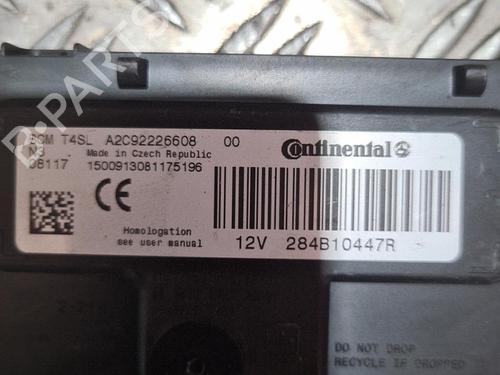 BCM T4SL A2C92226608 00
N3
08117
Made in Czech Republic
1500913081175196
Continental
CE
Homologation
see user manual
12V 284B10447R
DO NOT DROP
RECYCLE IF DROPPED
B-PARTS